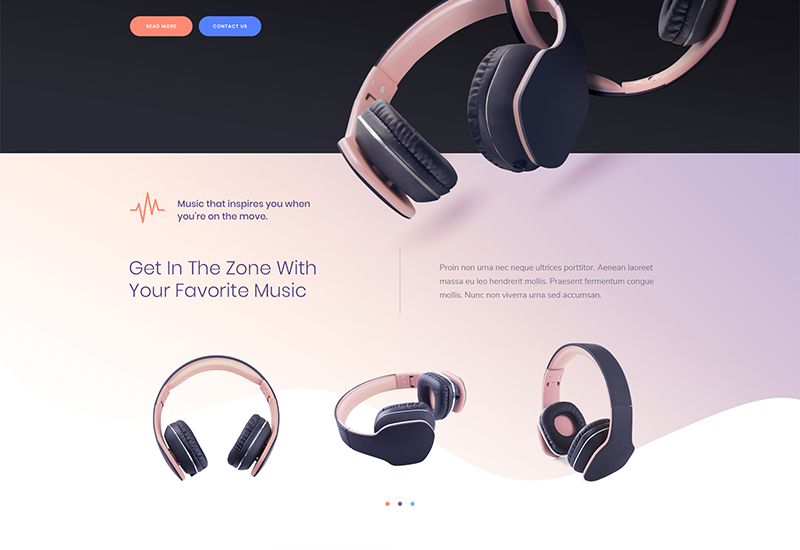 READ MORE
CONTACT US
Music that inspires you when
you're on the move.
Get In The Zone With
Your Favorite Music
Proin non urna nec neque ultrices porttitor. Aenean laoreet
massa eu leo hendrerit mollis. Praesent fermentum congue
mollis. Nunc non viverra urna sed accumsan.